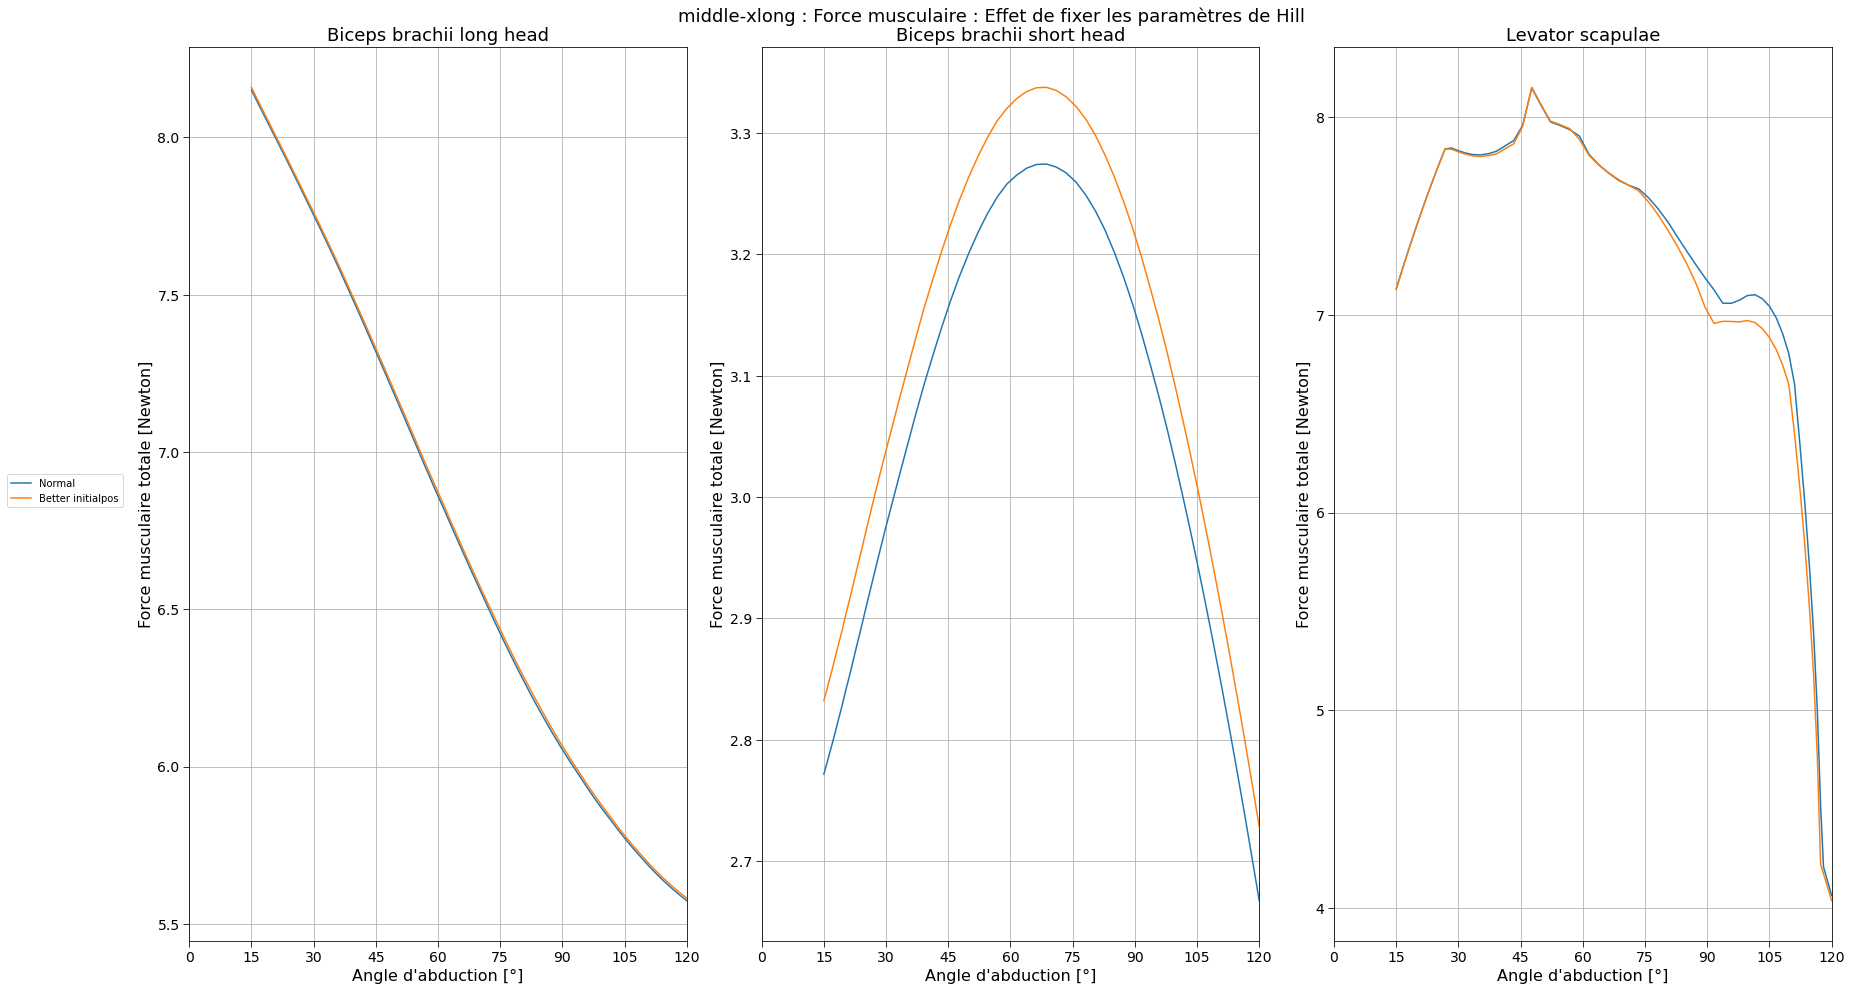 middle-xlong : Force musculaire : Effet de fixer les paramètres de Hill
Biceps brachii long head
Biceps brachii short head
Levator scapulae
Normal
Better initialpos
Force musculaire totale [Newton]
8.0
7.5
7.0
6.5
6.0
5.5
0 15 30 45 60 75 90 105 120
Angle d'abduction [°]
Force musculaire totale [Newton]
3.3
3.2
3.1
3.0
2.9
2.8
2.7
0 15 30 45 60 75 90 105 120
Angle d'abduction [°]
Force musculaire totale [Newton]
8
7
6
5
4
0 15 30 45 60 75 90 105 120
Angle d'abduction [°]